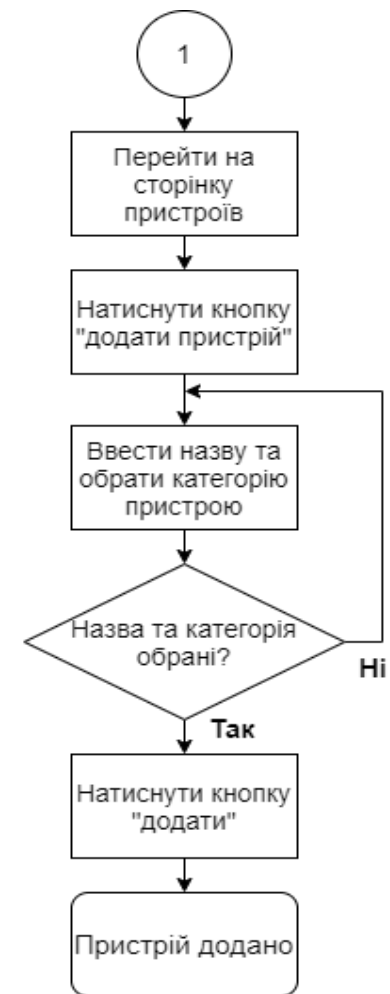 1
Перейти на
сторінку
пристроїв
Натиснути кнопку
"додати пристрій"
Ввести назву та
обрати категорію
пристрою
Назва та категорія
обрані?
Ні
Так
Натиснути кнопку
"додати"
Пристрій додано